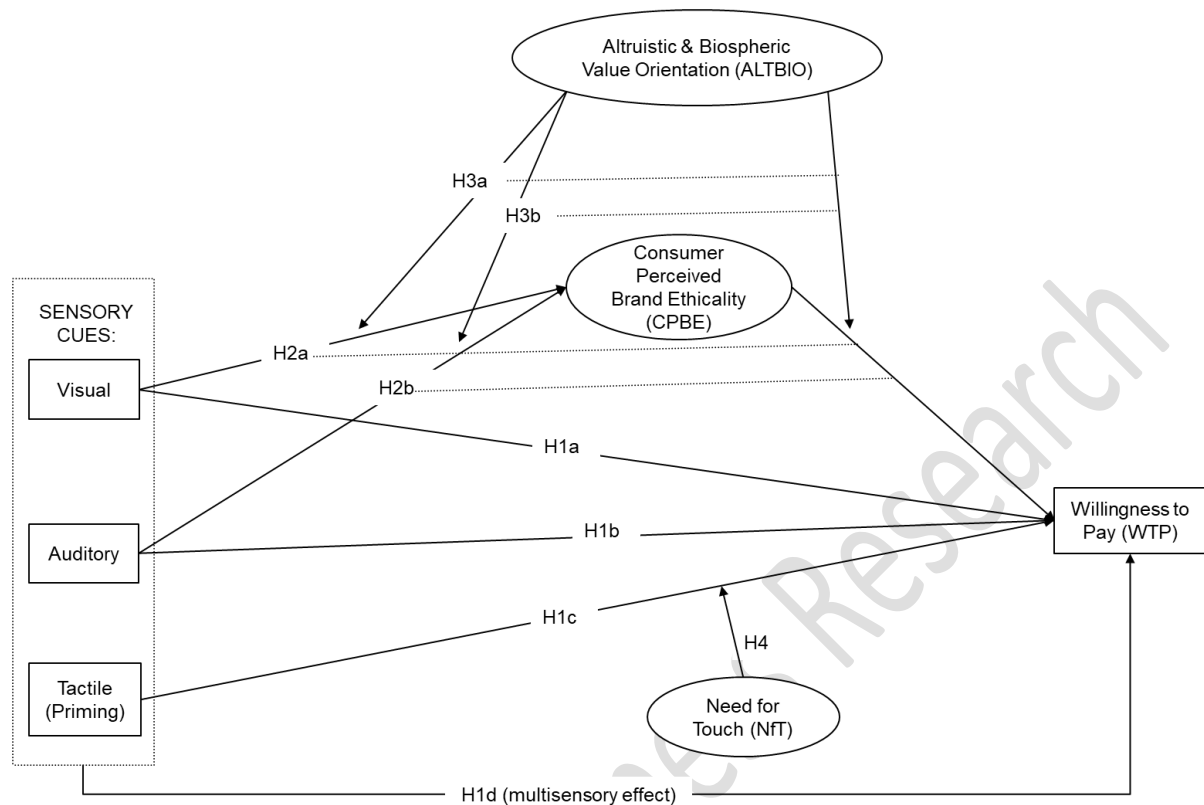 Altruistic & Biospheric
Value Orientation (ALTBIO)
H3a
H3b
Consumer
Perceived
Brand Ethicality
(CPBE)
SENSORY
CUES:
H2a
Visual
H2b
H1a
Willingness to
Pay (WTP)
Auditory
H1b
H1c
H4
Tactile
(Priming)
Need for
Touch (NfT)
H1d (multisensory effect)
Research